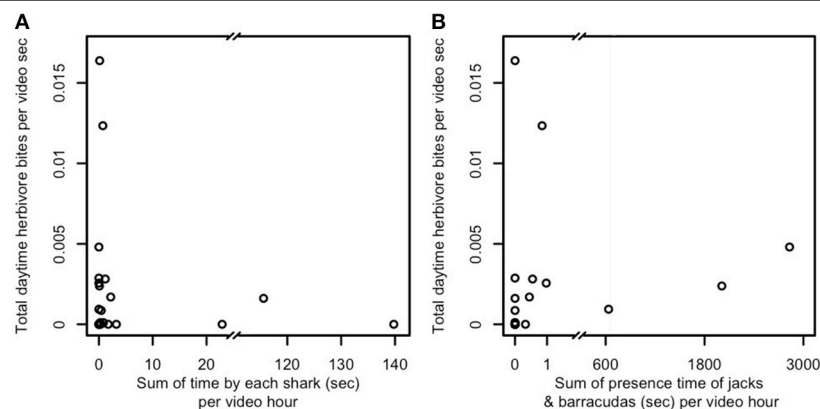 A
Total daytime herbivore bites per video sec
0.015
0.01
0.005
0
0 10 20 120 130 140
Sum of time by each shark (sec)
per video hour
B
Total daytime herbivore bites per video sec
0.015
0.01
0.005
0
0 1 600 1800 3000
Sum of presence time of jacks
& barracudas (sec) per video hour